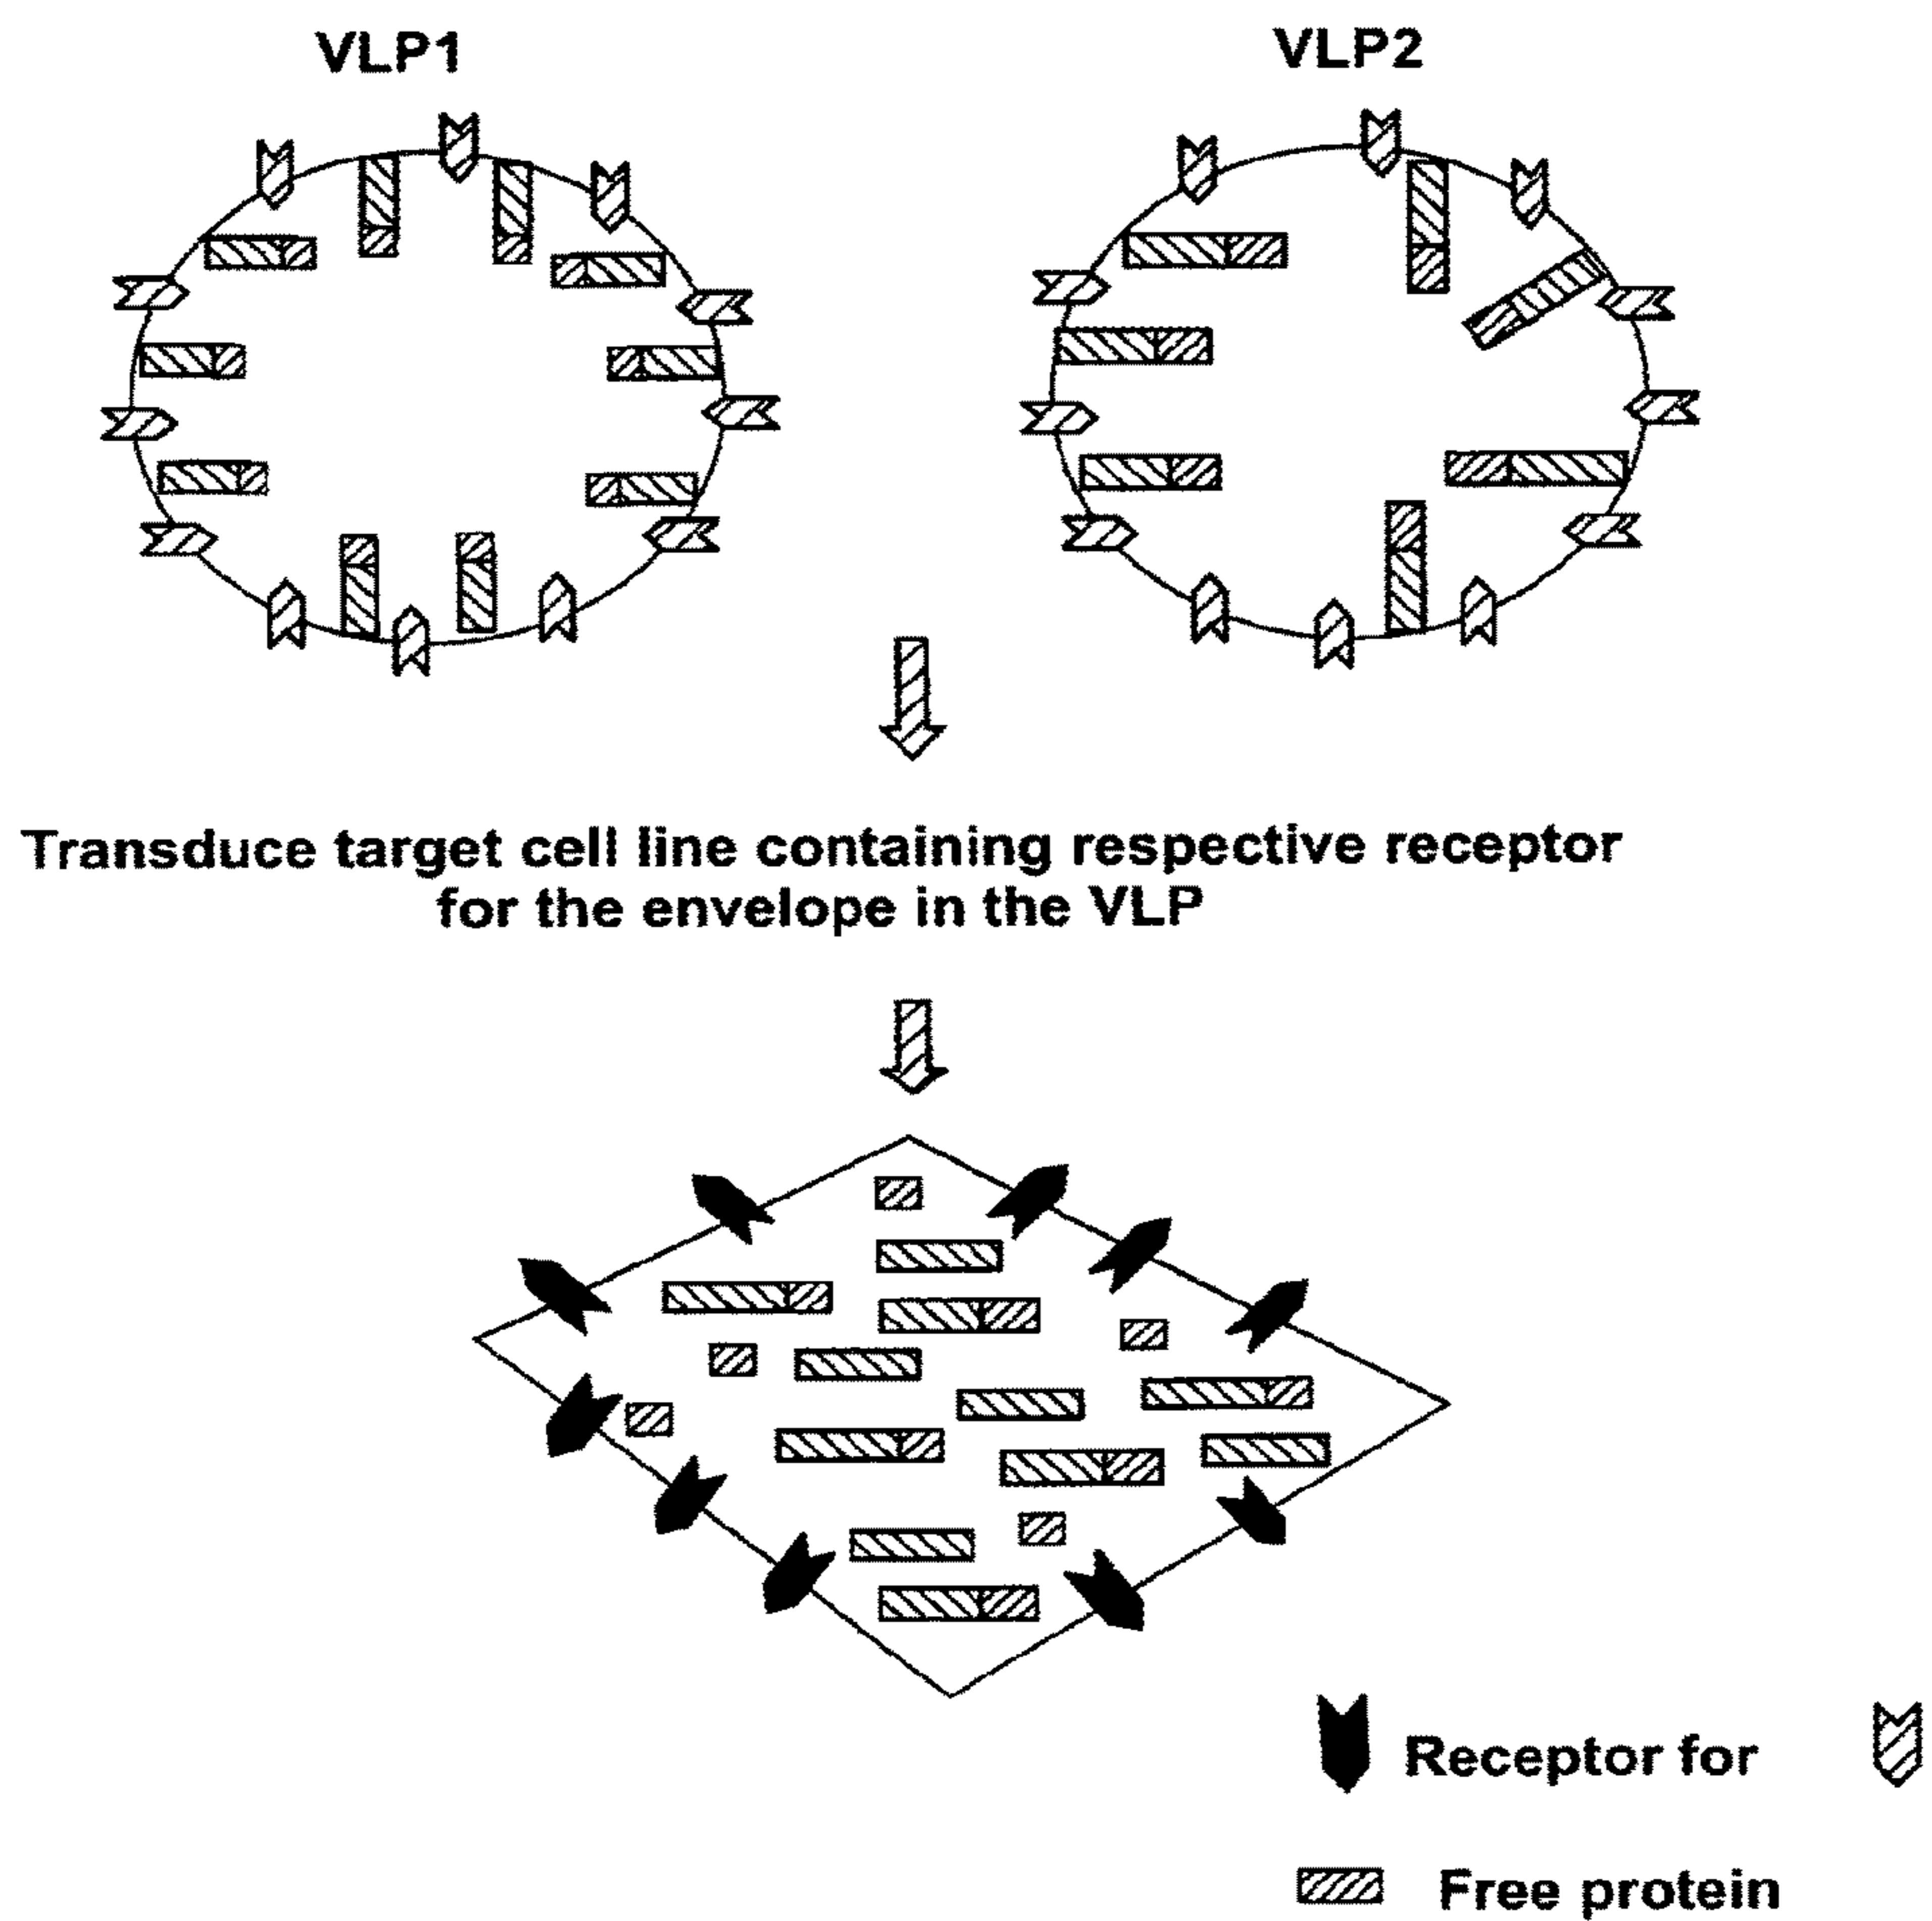 VLP1
VLP2
Transduce target cell line containing respective receptor
for the envelope in the VLP
Receptor for
Free protein